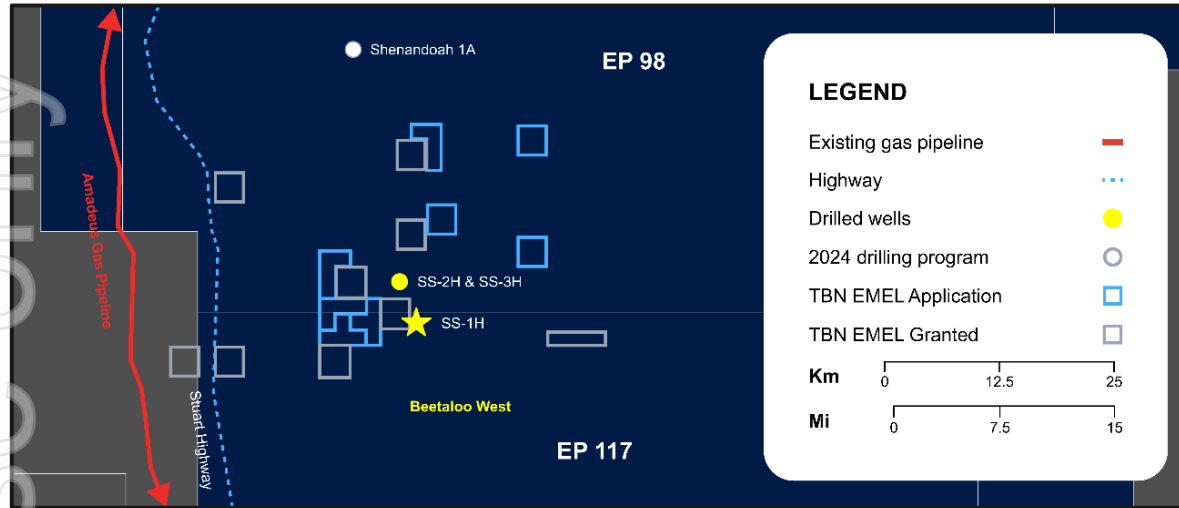 Shenandoah 1A
EP 98
Amadeus Gas Pipeline
SS-2H & SS-3H
SS-1H
Stuart Highway
Beetaloo West
EP 117
LEGEND
Existing gas pipeline
Highway
Drilled wells
2024 drilling program
TBN EMEL Application
TBN EMEL Granted
Km
0 12.5 25
Mi
0 7.5 15